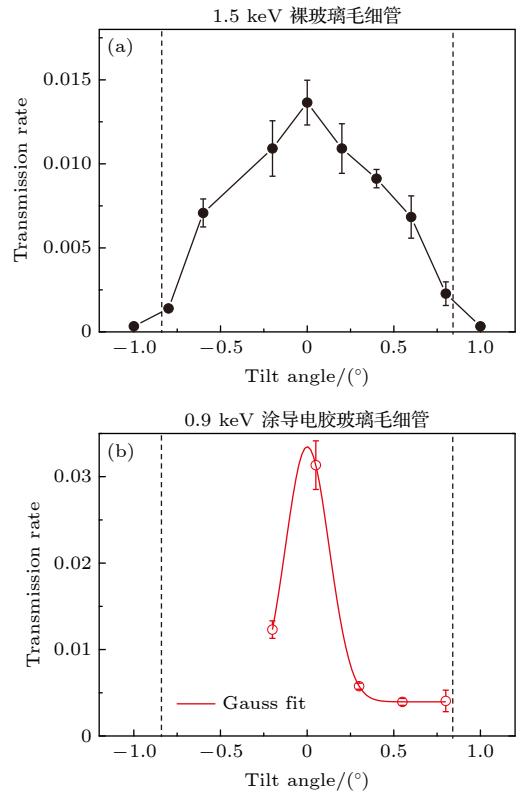 1.5 keV 裸玻璃毛细管
(a)
Transmission rate
0.015
0.010
0.005
0
−1.0 −0.5 0 0.5 1.0
Tilt angle/(°)
0.9 keV 涂导电胶玻璃毛细管
(b)
Transmission rate
0.03
0.02
0.01
0
Gauss fit
−1.0 −0.5 0 0.5 1.0
Tilt angle/(°)